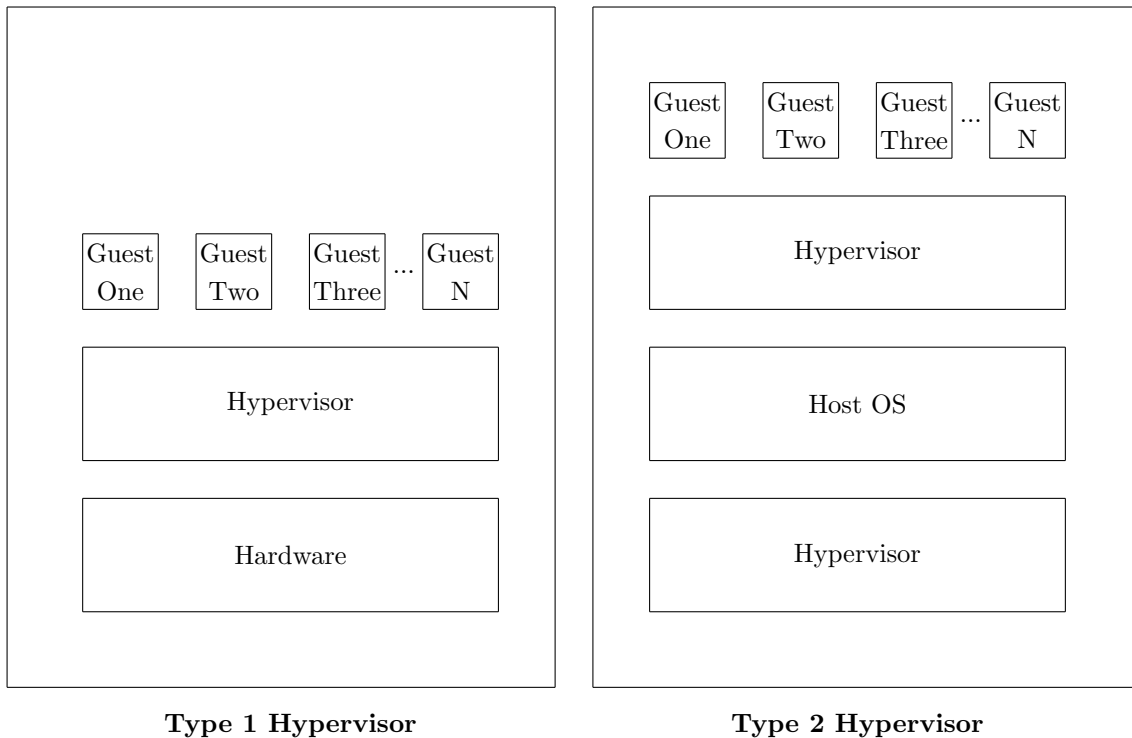 Guest
One
Guest
Two
Guest
Three
...
Guest
N
Hypervisor
Hardware
Type 1 Hypervisor
Guest
One
Guest
Two
Guest
Three
...
Guest
N
Hypervisor
Host OS
Hypervisor
Type 2 Hypervisor